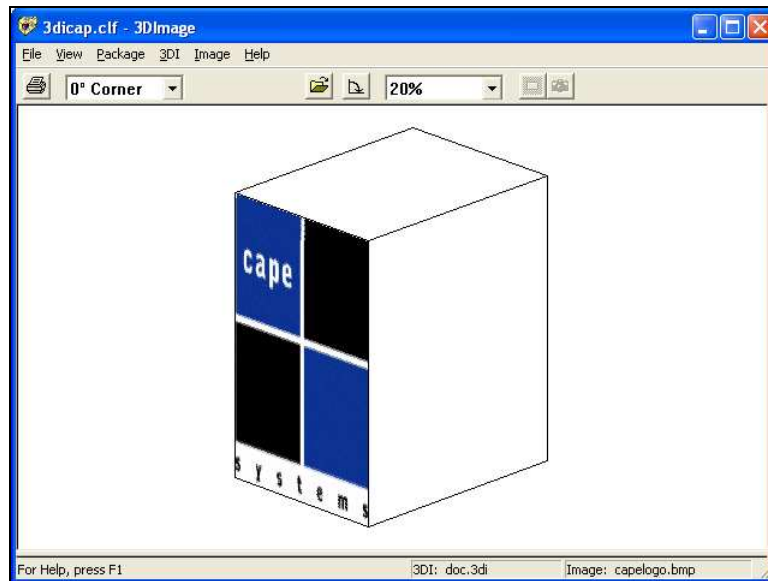 3dicap.clf - 3DImage
File View Package 3DI Image Help
0° Corner 20%
cape
systems
For Help, press F1 3DI: doc.3di Image: capelogo.bmp